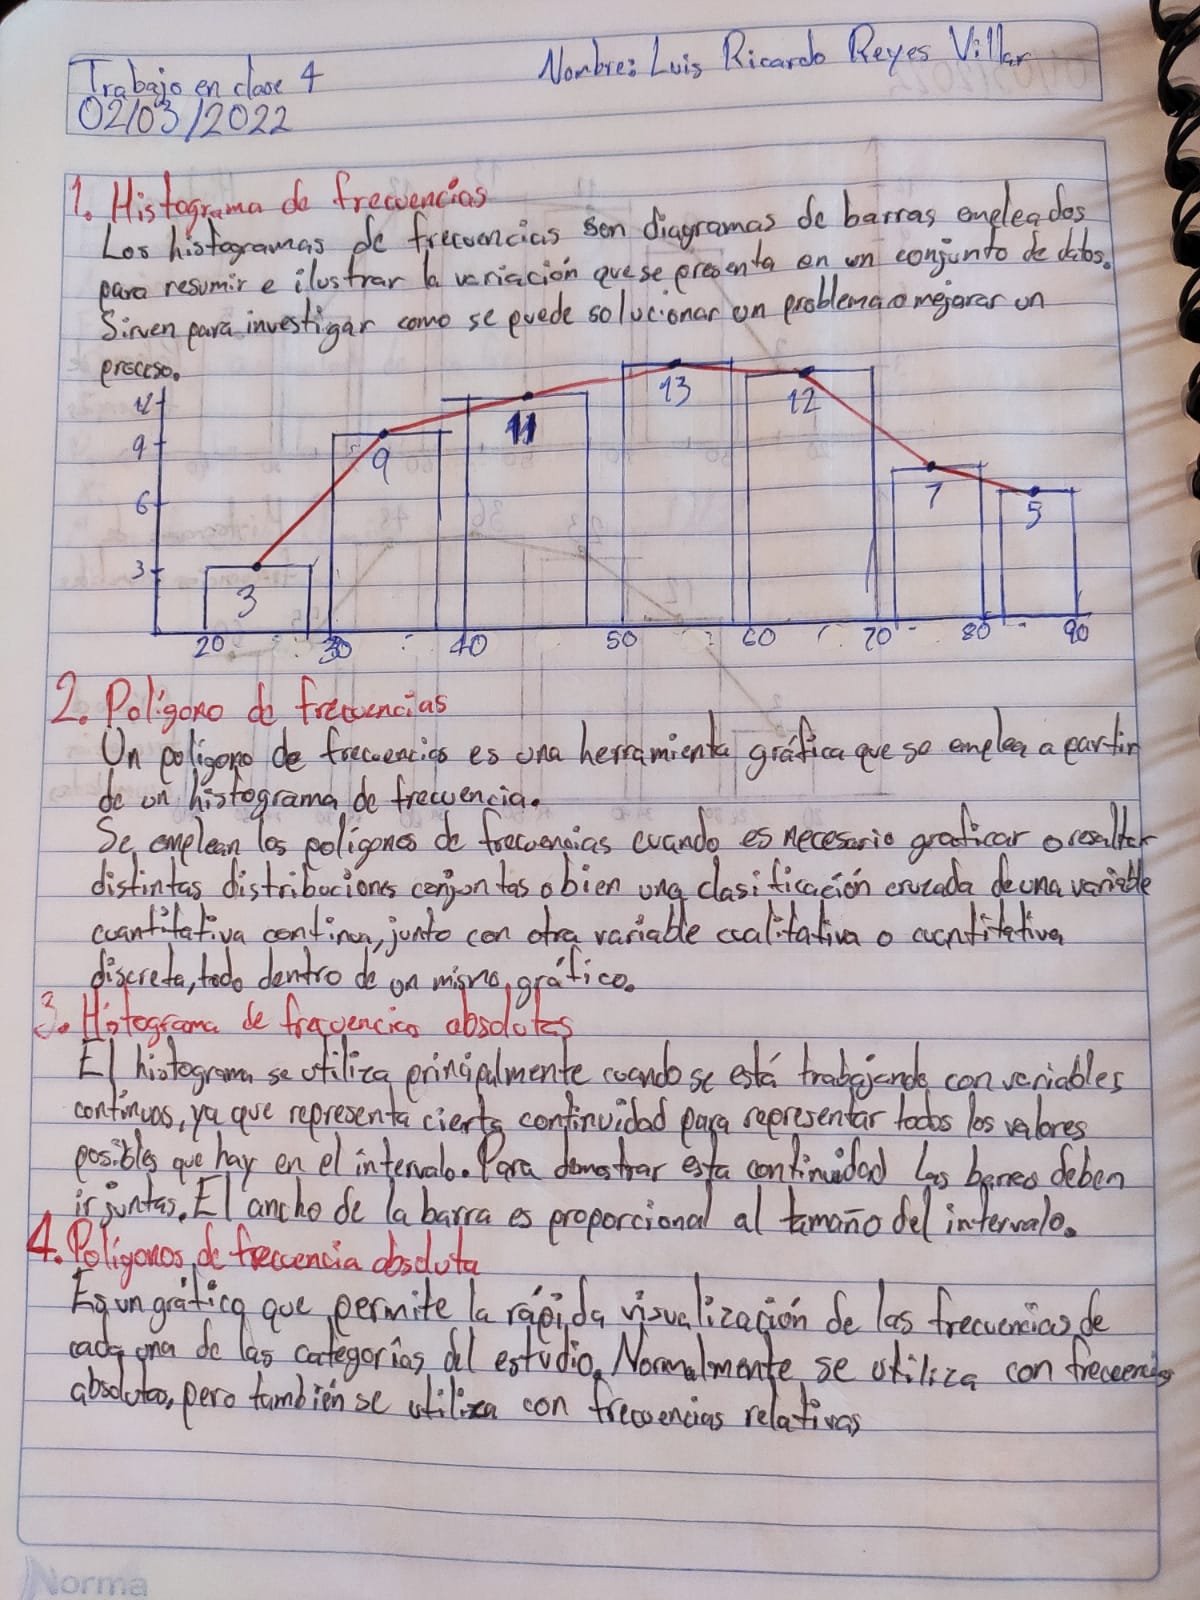 Trabajo en clase 4
Nombre: Luis Ricardo Reyes Villar
02/03/2022
1. Histograma de frecuencias
Los histogramas de frecuencias son diagramas de barras empleados
para resumir e ilustrar la variación que se presenta en un conjunto de datos.
Sirven para investigar como se puede solucionar un problema o mejorar un
proceso.
12
9
6
3
3 9 11 13 12 7 5
20 30 40 50 60 70 80 90
2. Polígono de frecuencias
Un polígono de frecuencias es una herramienta gráfica que se emplea a partir
de un histograma de frecuencia.
Se emplean los polígonos de frecuencias cuando es necesario graficar o resaltar
distintas distribuciones conjuntas o bien una clasificación cruzada de una variable
cuantitativa continua, junto con otra variable cualitativa o cuantitativa
discreta, todo dentro de un mismo gráfico.
3. Histograma de frecuencias absolutas
El histograma se utiliza principalmente cuando se está trabajando con variables
continuas, ya que representa cierta continuidad para representar todos los valores
posibles que hay en el intervalo. Para demostrar esta continuidad las barras deben
ir juntas. El ancho de la barra es proporcional al tamaño del intervalo.
4. Polígonos de frecuencia absoluta
Es un gráfico que permite la rápida visualización de las frecuencias de
cada una de las categorías del estudio. Normalmente se utiliza con frecuencias
absolutas, pero también se utiliza con frecuencias relativas
Norma